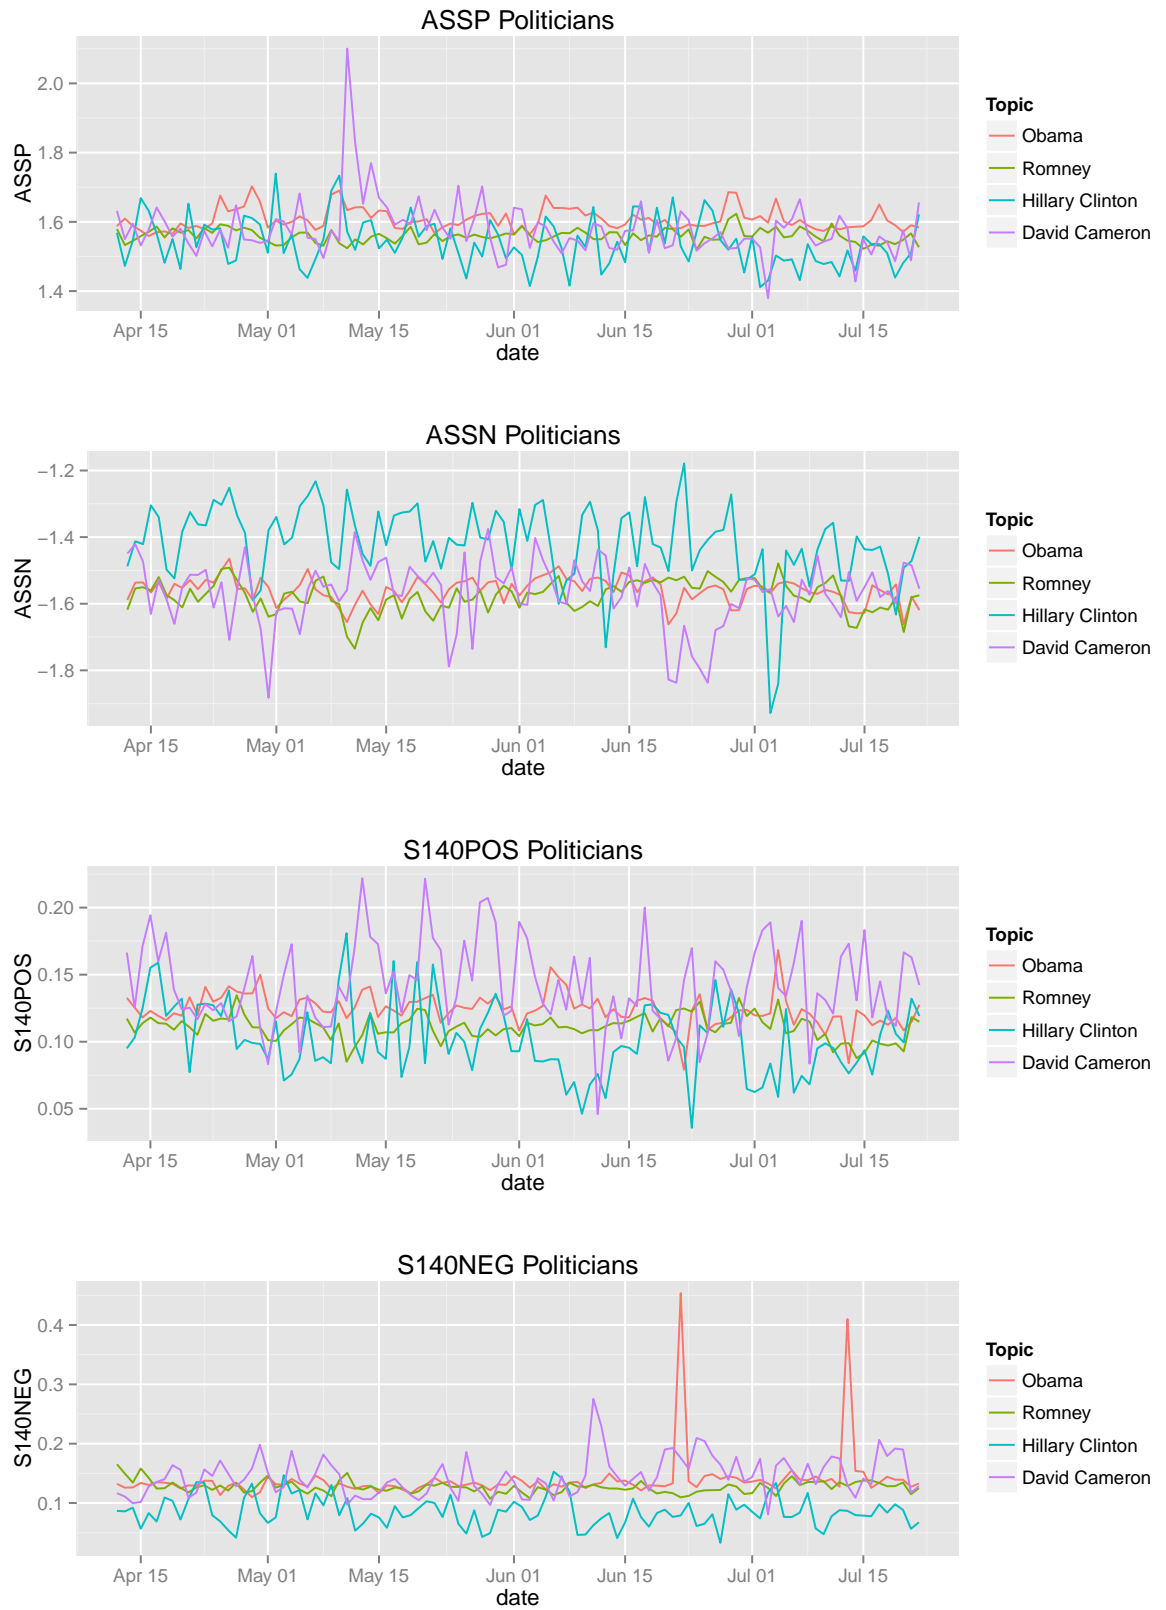 ASSP Politicians
2.0
1.8
1.6
1.4
ASSP
Apr 15 May 01 May 15 Jun 01 Jun 15 Jul 01 Jul 15
date
Topic
Obama
Romney
Hillary Clinton
David Cameron
ASSN Politicians
−1.2
−1.4
−1.6
−1.8
ASSN
Apr 15 May 01 May 15 Jun 01 Jun 15 Jul 01 Jul 15
date
Topic
Obama
Romney
Hillary Clinton
David Cameron
S140POS Politicians
0.20
0.15
0.10
0.05
S140POS
Apr 15 May 01 May 15 Jun 01 Jun 15 Jul 01 Jul 15
date
Topic
Obama
Romney
Hillary Clinton
David Cameron
S140NEG Politicians
0.4
0.3
0.2
0.1
S140NEG
Apr 15 May 01 May 15 Jun 01 Jun 15 Jul 01 Jul 15
date
Topic
Obama
Romney
Hillary Clinton
David Cameron